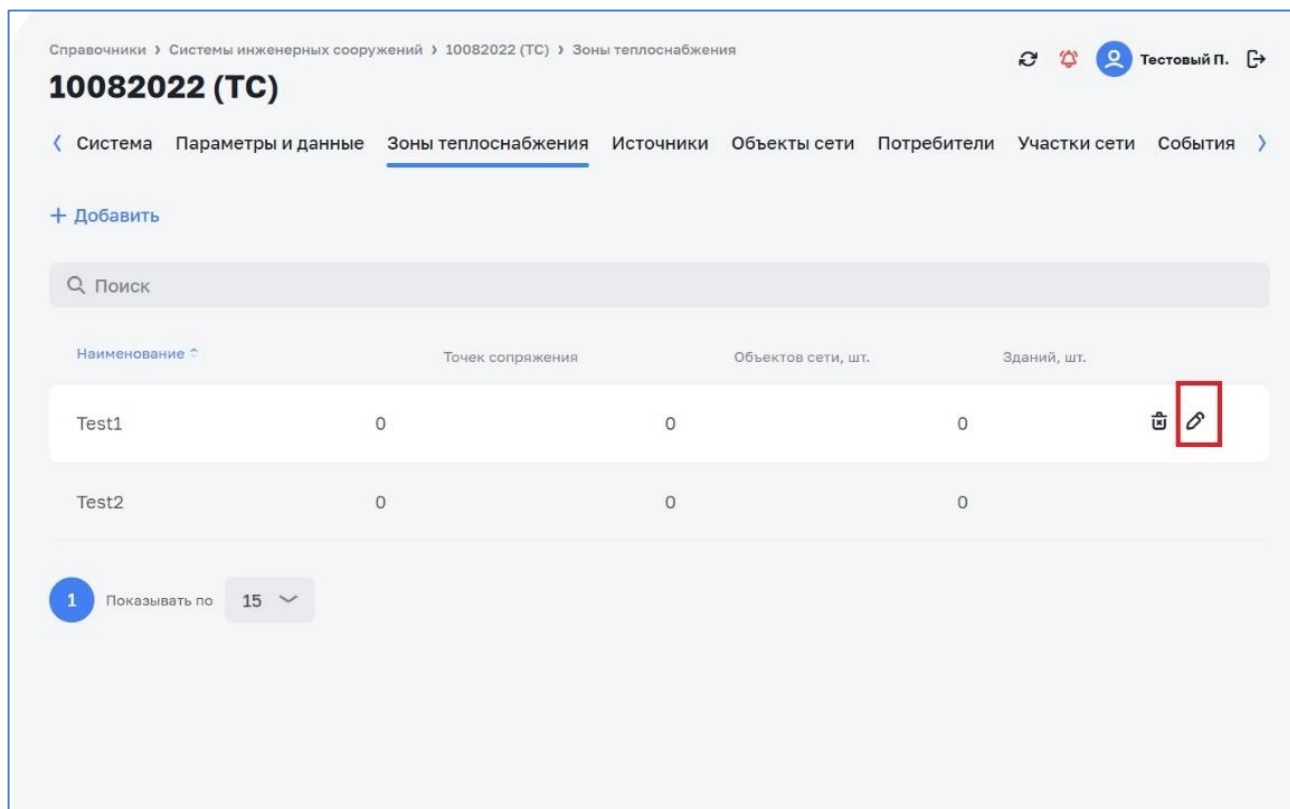 Справочники › Системы инженерных сооружений › 10082022 (ТС) › Зоны теплоснабжения
Тестовый П.
10082022 (ТС)
Система Параметры и данные Зоны теплоснабжения Источники Объекты сети Потребители Участки сети События
+ Добавить
Поиск
Наименование Точек сопряжения Объектов сети, шт. Зданий, шт.
Test1 0 0 0
Test2 0 0 0
1 Показывать по 15